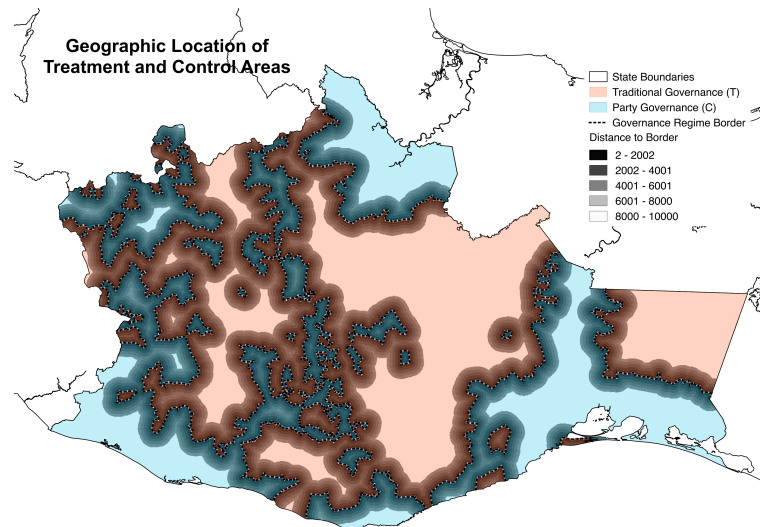 Geographic Location of
Treatment and Control Areas
State Boundaries
Traditional Governance (T)
Party Governance (C)
Governance Regime Border
Distance to Border
2 - 2002
2002 - 4001
4001 - 6001
6001 - 8000
8000 - 10000